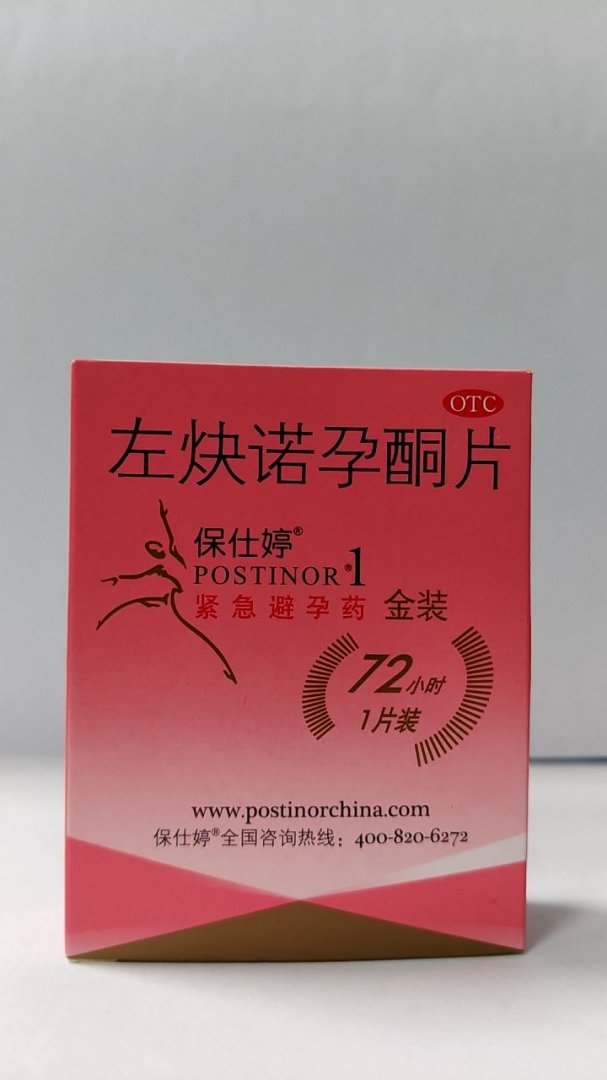 OTC
左炔诺孕酮片
保仕婷®
POSTINOR®1
紧急避孕药 金装
72小时
1片装
www.postinorchina.com
保仕婷®全国咨询热线：400-820-6272